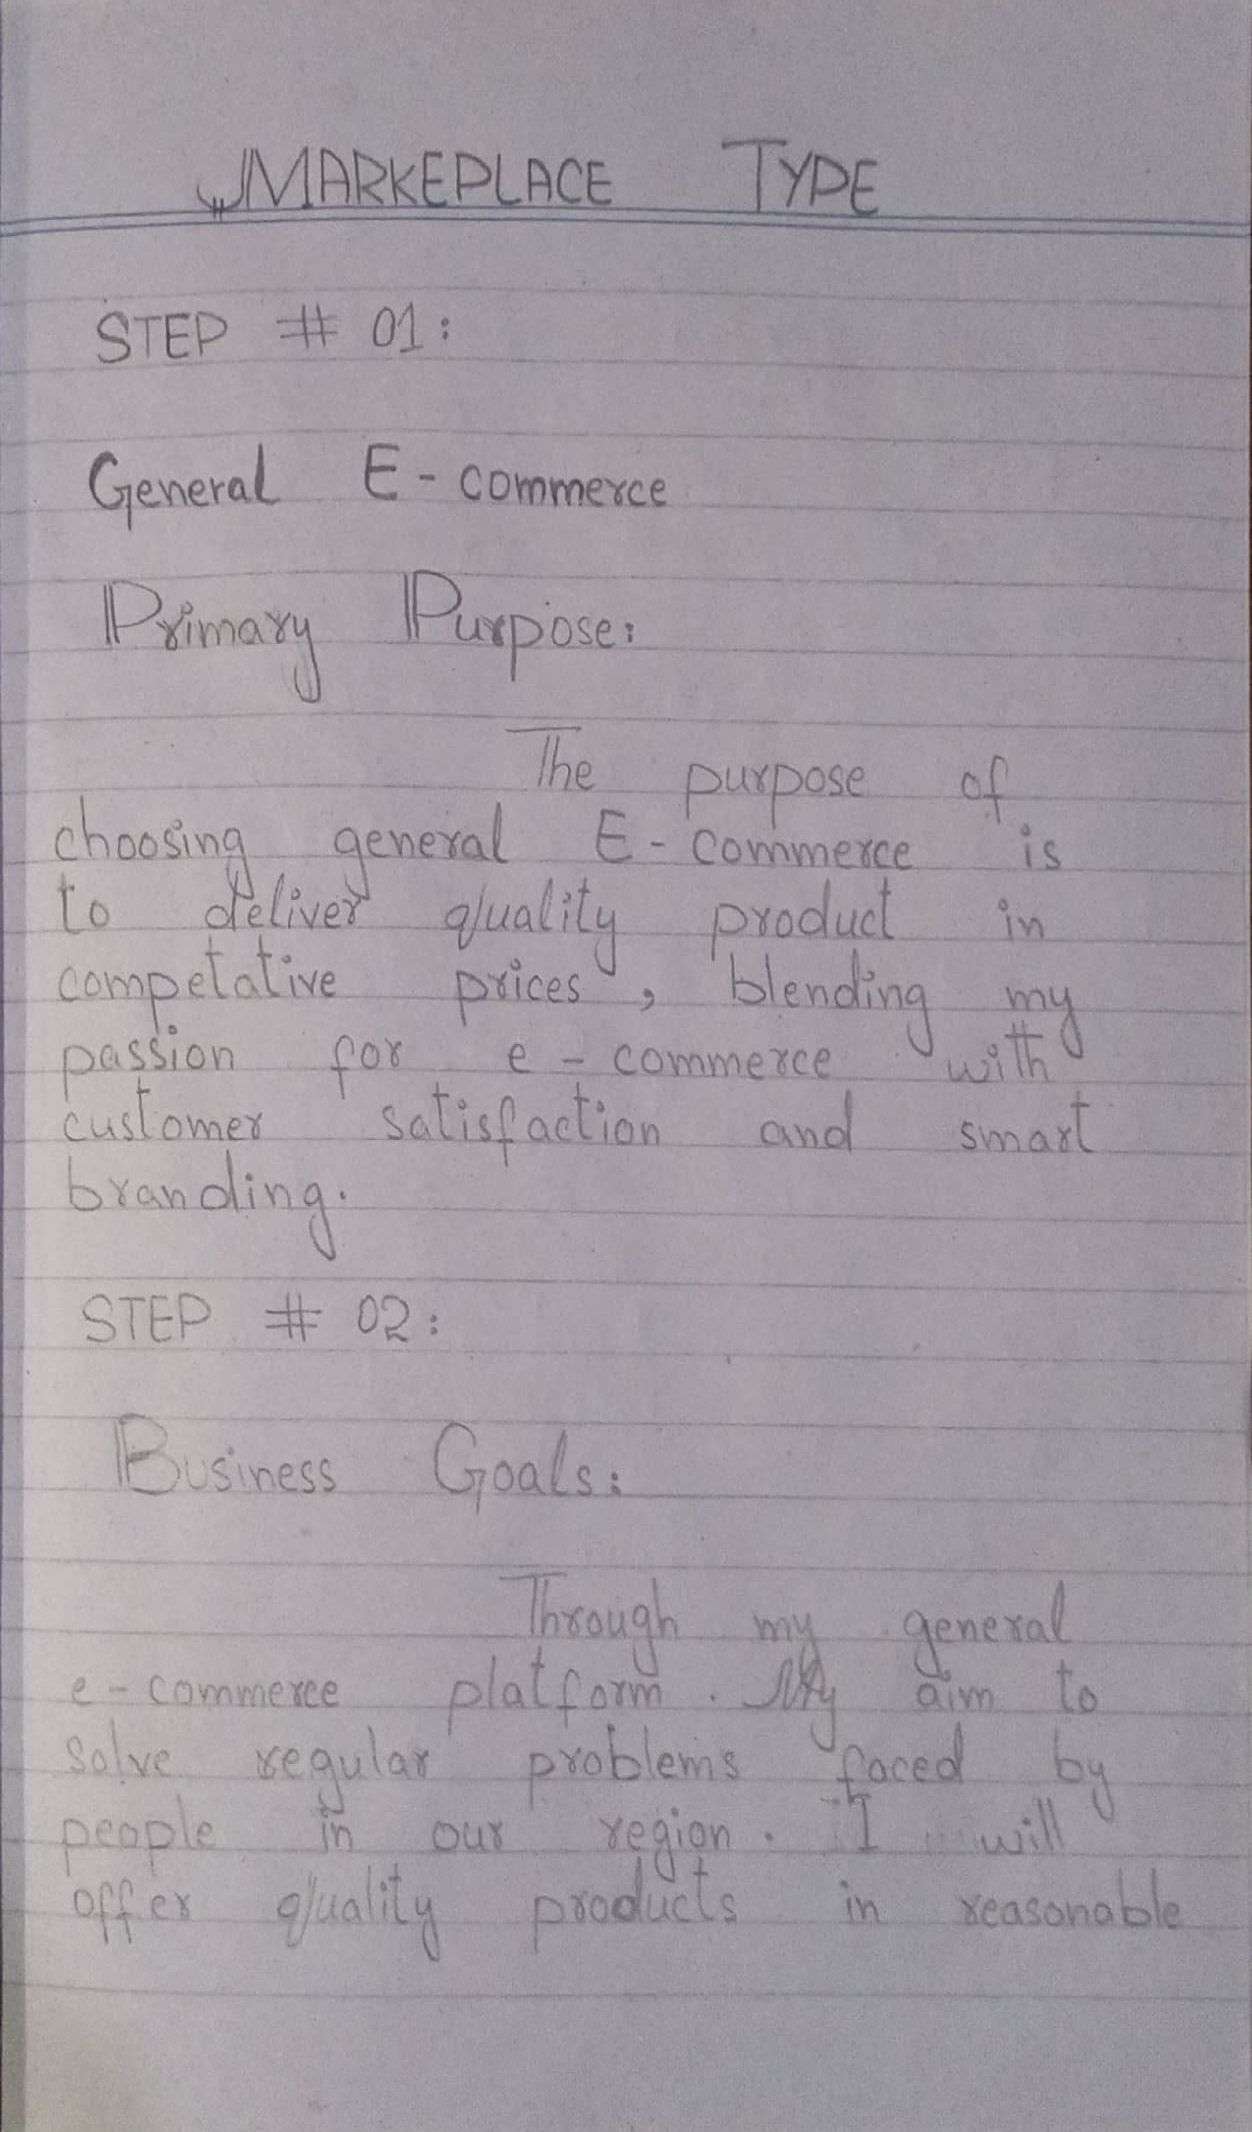 MARKEPLACE TYPE
STEP # 01:
General E-commerce
Primary Purpose:
The purpose of
choosing general E-commerce is
to deliver quality product in
competative prices, blending my
passion for e-commerce with
customer satisfaction and smart
branding.
STEP # 02:
Business Goals:
Through my general
e-commerce platform. My aim to
solve regular problems faced by
people in our region. I will
offer quality products in reasonable